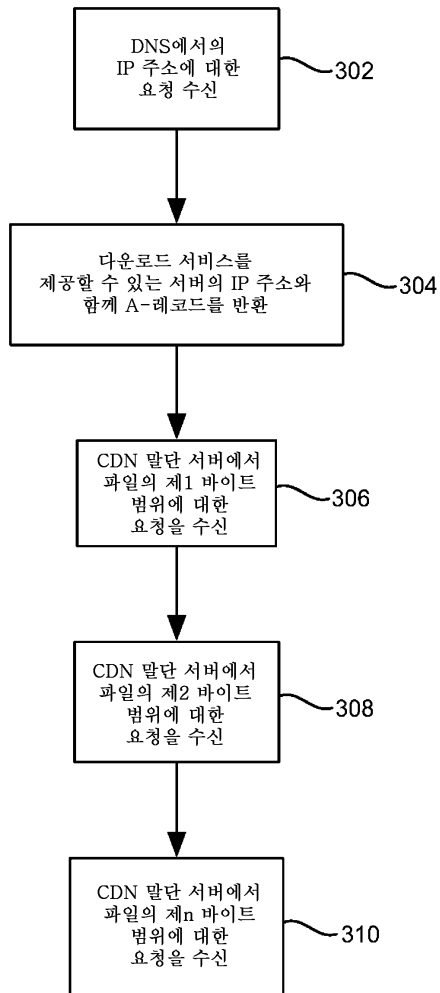 DNS에서의
IP 주소에 대한
요청 수신
302
다운로드 서비스를
제공할 수 있는 서버의 IP 주소와
함께 A-레코드를 반환
304
CDN 말단 서버에서
파일의 제1 바이트
범위에 대한
요청을 수신
306
CDN 말단 서버에서
파일의 제2 바이트
범위에 대한
요청을 수신
308
CDN 말단 서버에서
파일의 제n 바이트
범위에 대한
요청을 수신
310